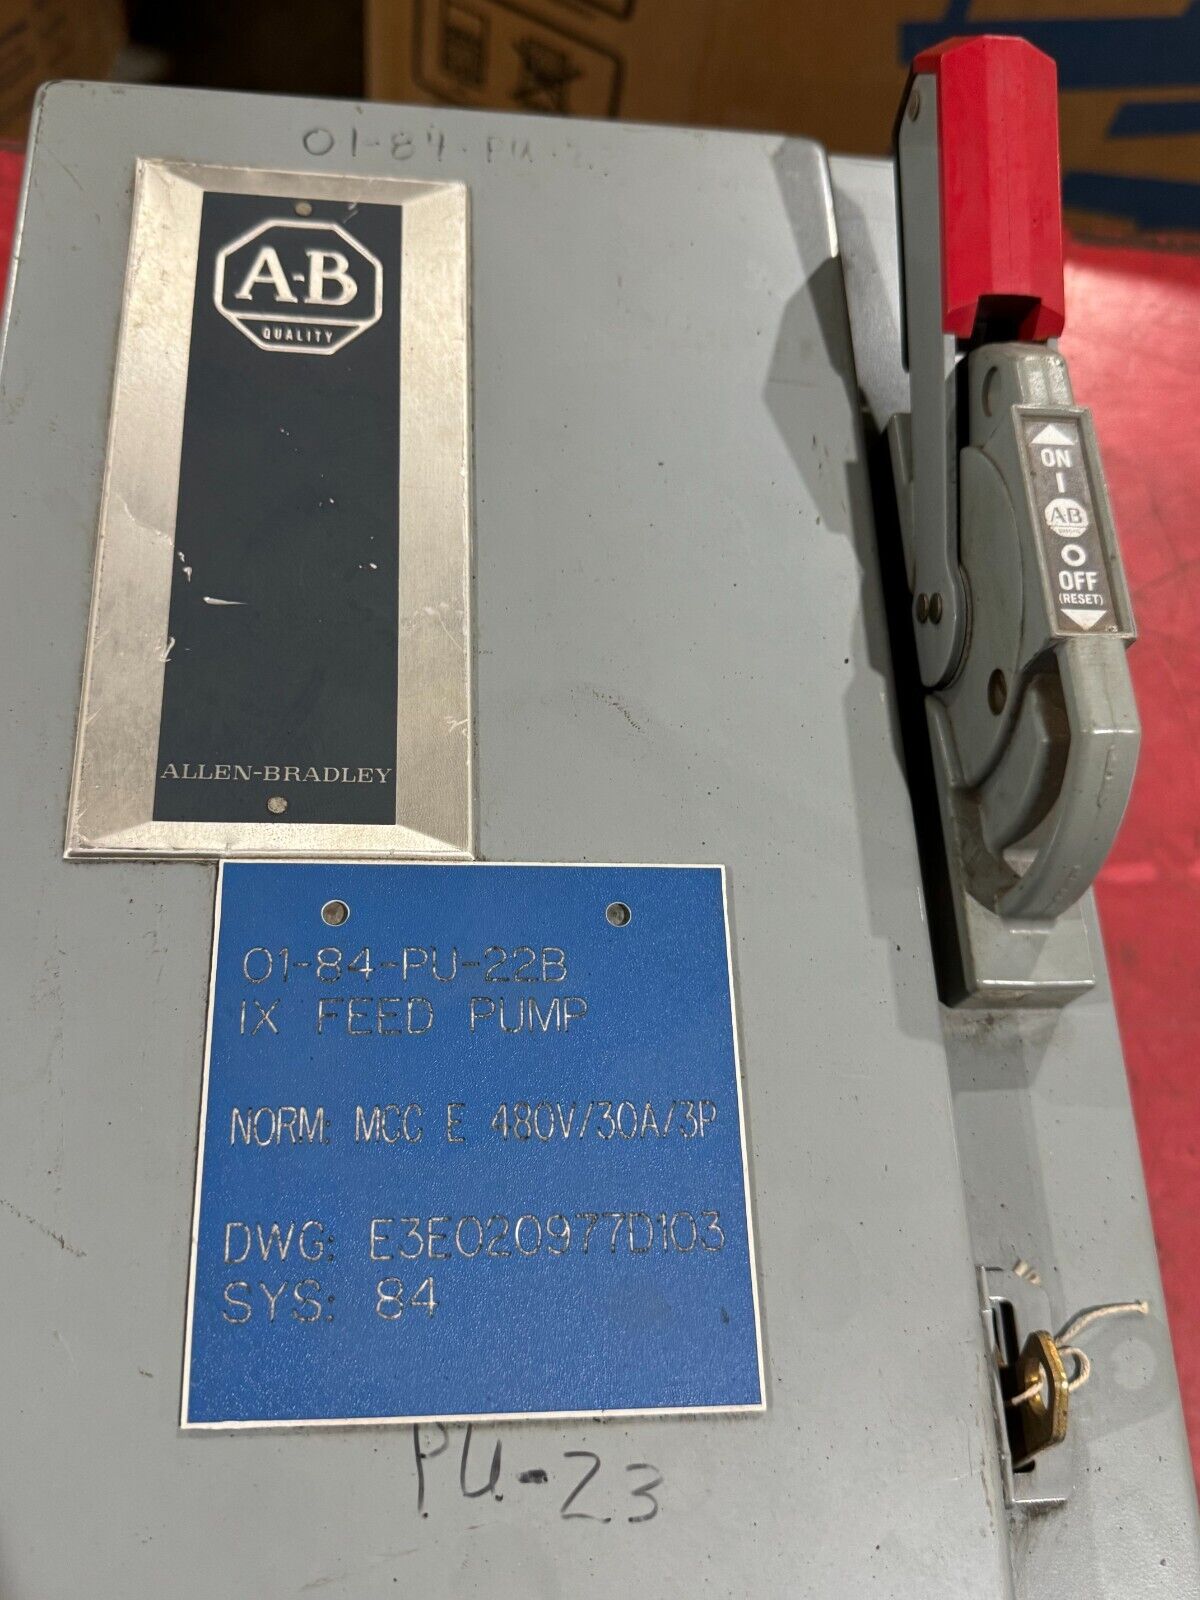 01-84-PU-
A-B
QUALITY
ALLEN-BRADLEY
ON
I
A-B
O
OFF
(RESET)
01-84-PU-22B
IX FEED PUMP
NORM: MCC E 480V/30A/3P
DWG: E3E020977D103
SYS: 84
PU-23